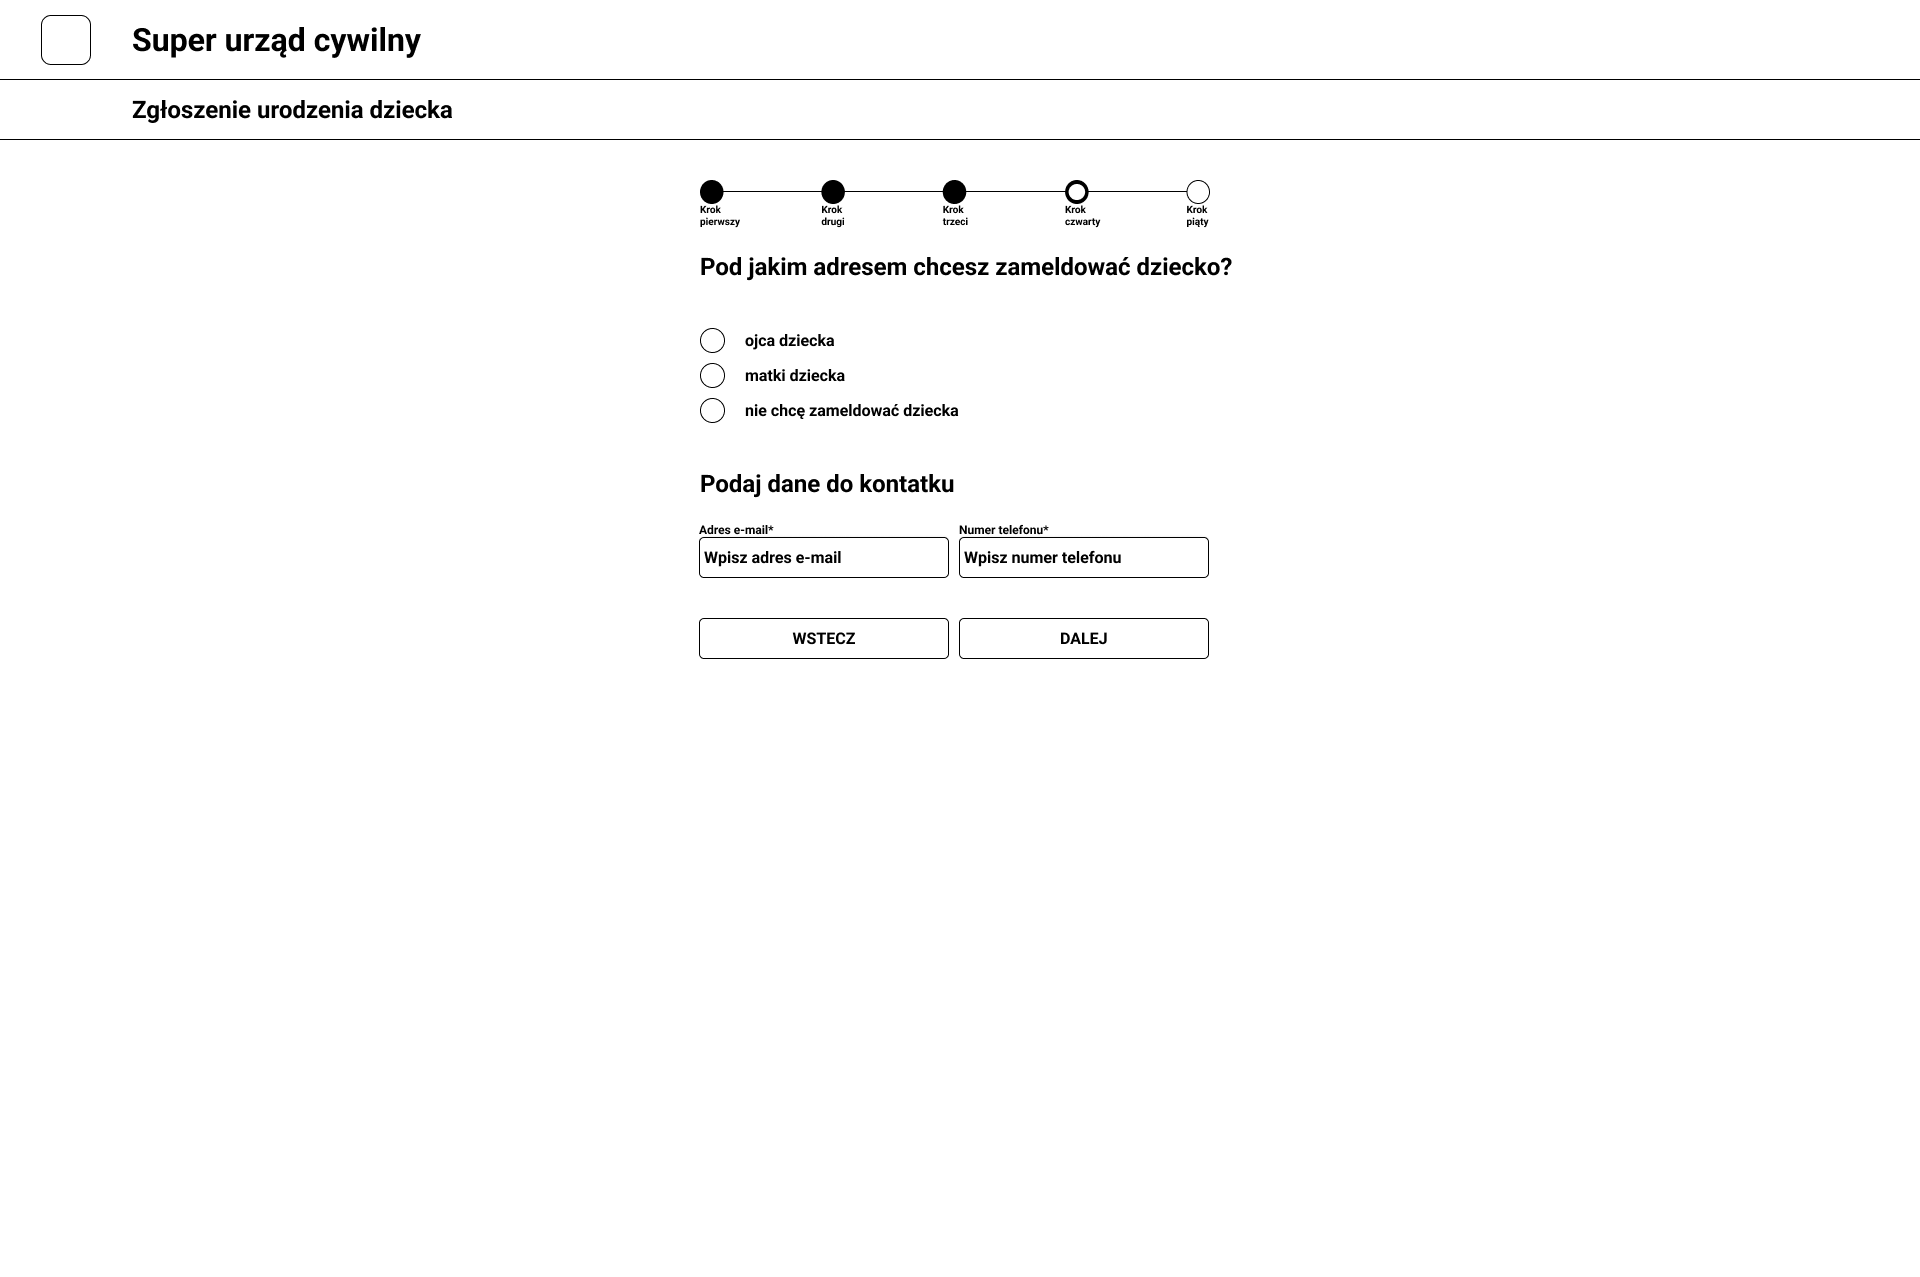 Super urząd cywilny
Zgłoszenie urodzenia dziecka
Krok pierwszy
Krok drugi
Krok trzeci
Krok czwarty
Krok piąty
Pod jakim adresem chcesz zameldować dziecko?
ojca dziecka
matki dziecka
nie chcę zameldować dziecka
Podaj dane do kontatku
Adres e-mail*
Numer telefonu*
Wpisz adres e-mail
Wpisz numer telefonu
WSTECZ
DALEJ